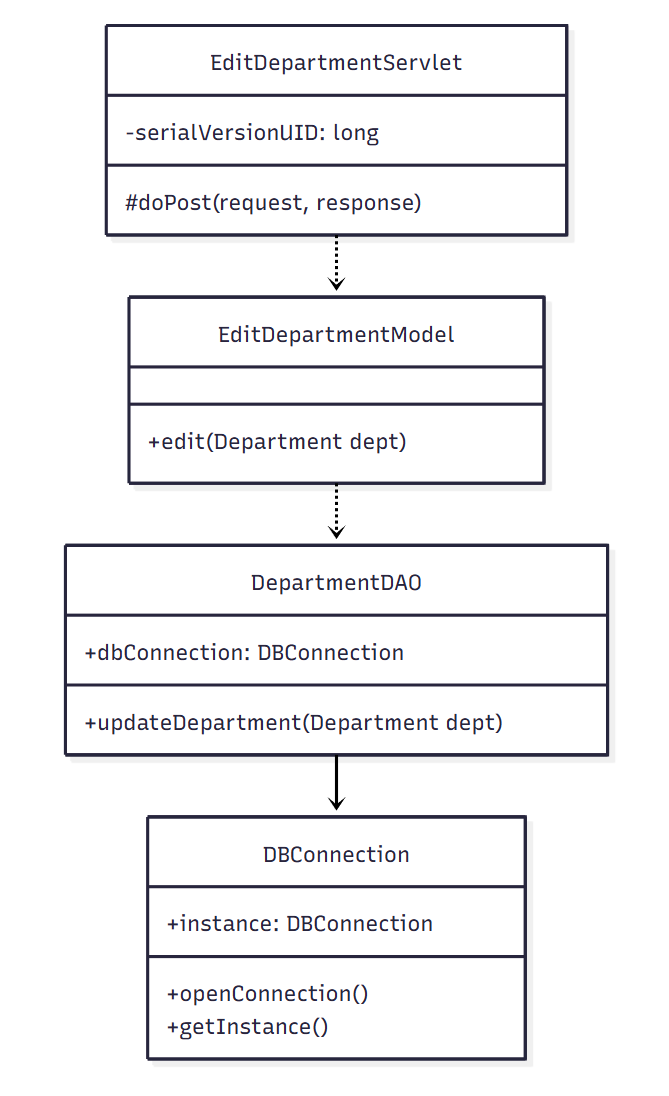 EditDepartmentServlet
-serialVersionUID: long
#doPost(request, response)
EditDepartmentModel
+edit(Department dept)
DepartmentDAO
+dbConnection: DBConnection
+updateDepartment(Department dept)
DBConnection
+instance: DBConnection
+openConnection()
+getInstance()